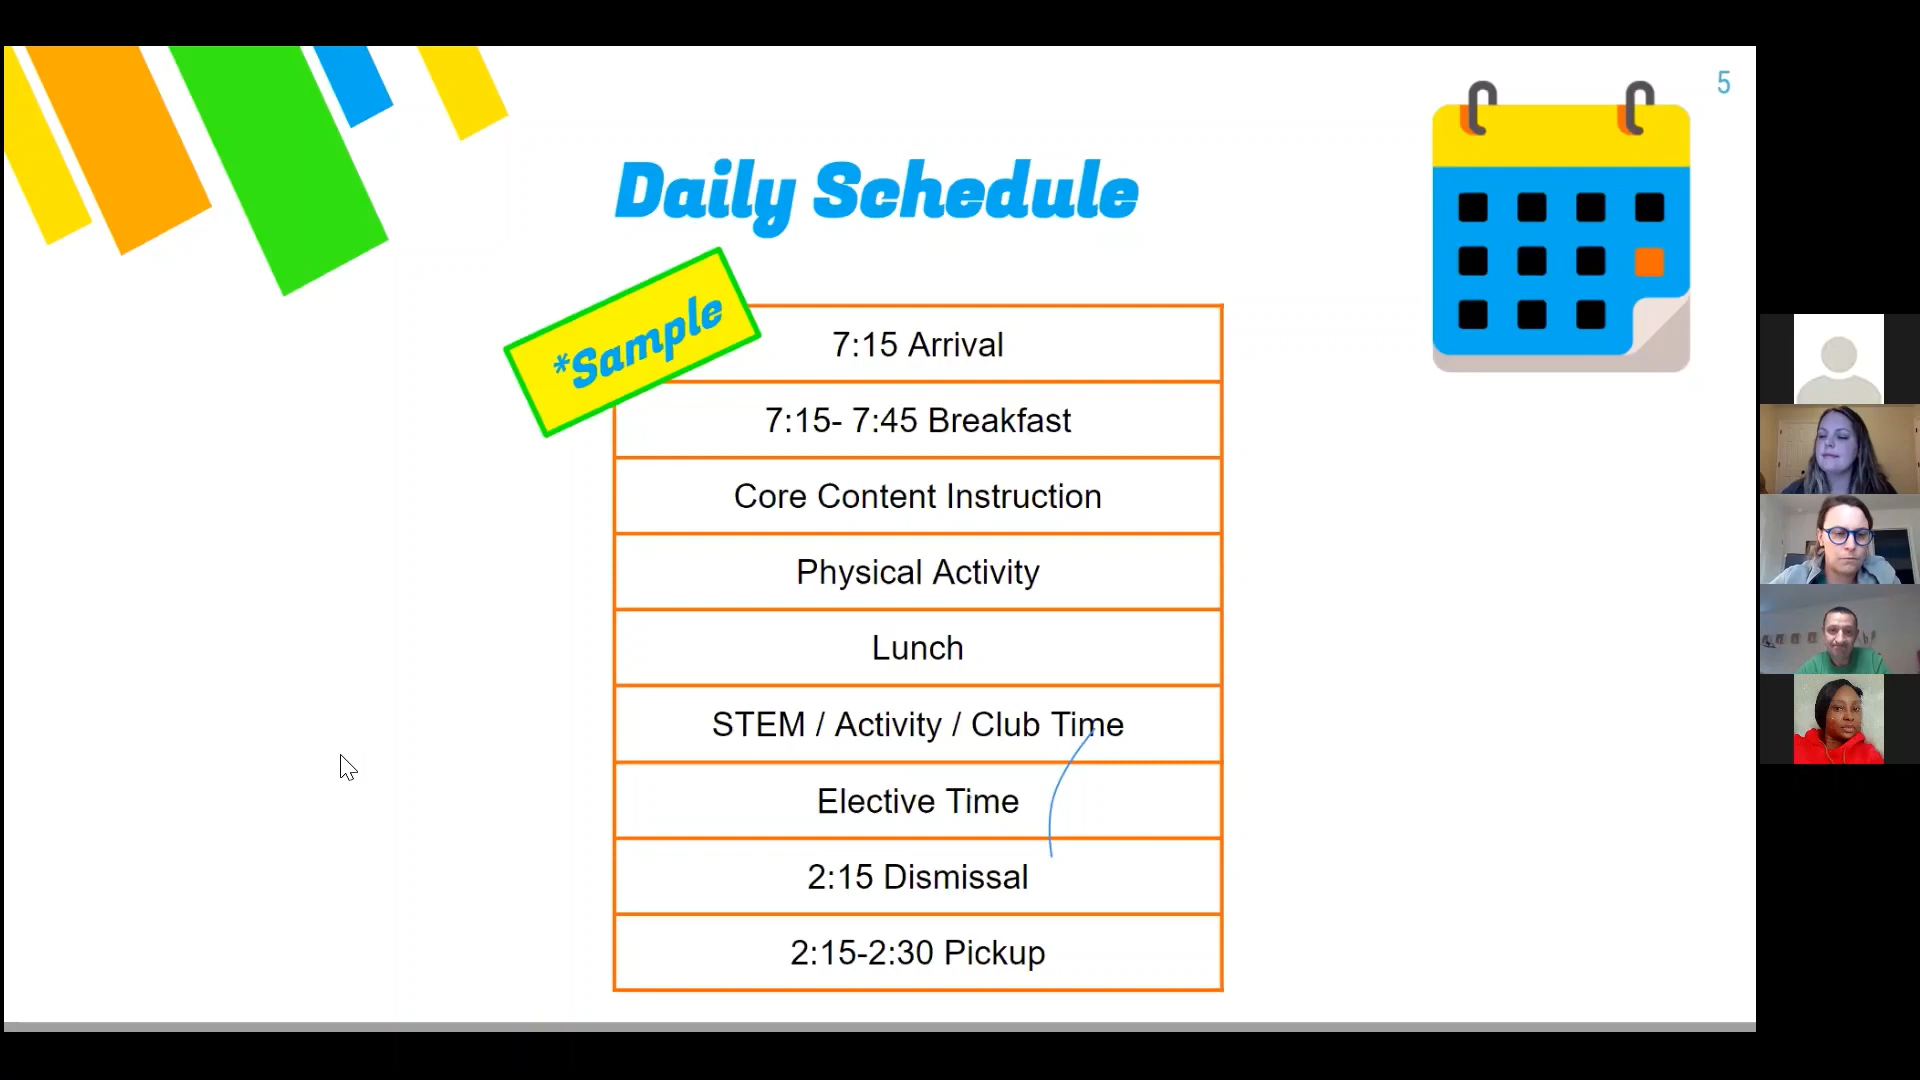 5
Daily Schedule
*Sample
7:15 Arrival
7:15- 7:45 Breakfast
Core Content Instruction
Physical Activity
Lunch
STEM / Activity / Club Time
Elective Time
2:15 Dismissal
2:15-2:30 Pickup